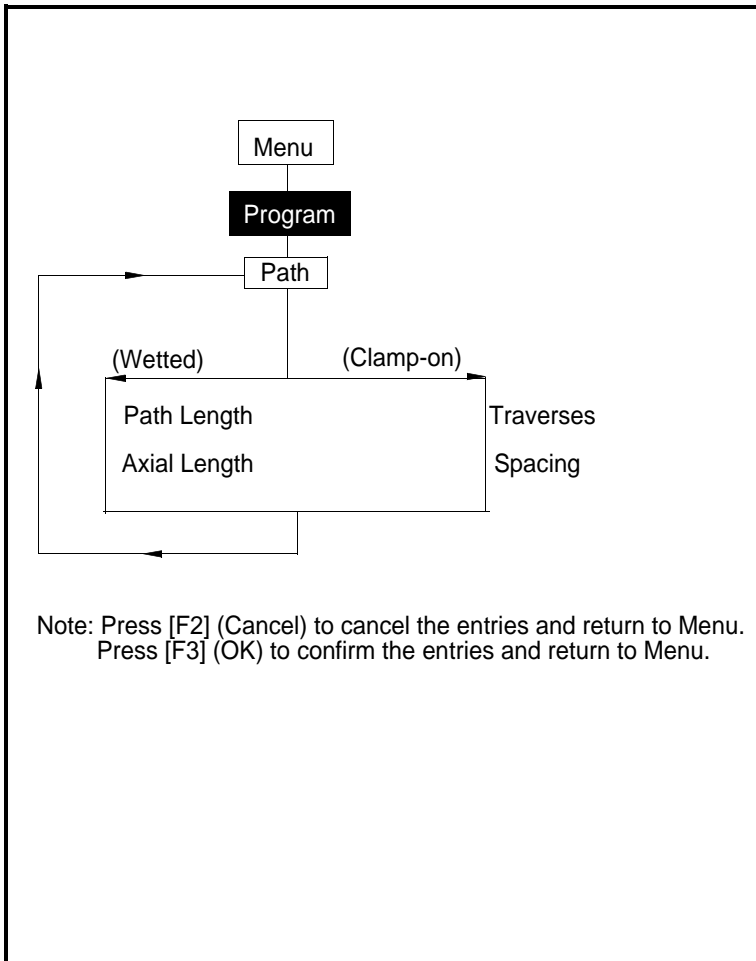 Menu
Program
Path
(Wetted) (Clamp-on)
Path Length Traverses
Axial Length Spacing
Note: Press [F2] (Cancel) to cancel the entries and return to Menu.
Press [F3] (OK) to confirm the entries and return to Menu.